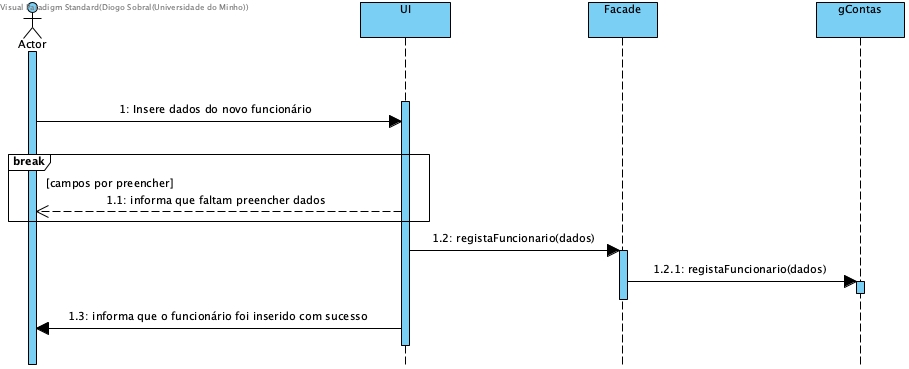 Visual Paradigm Standard(Diogo Sobral(Universidade do Minho))
UI
Facade
gContas
Actor
1: Insere dados do novo funcionário
break
[campos por preencher]
1.1: informa que faltam preencher dados
1.2: registaFuncionario(dados)
1.2.1: registaFuncionario(dados)
1.3: informa que o funcionário foi inserido com sucesso